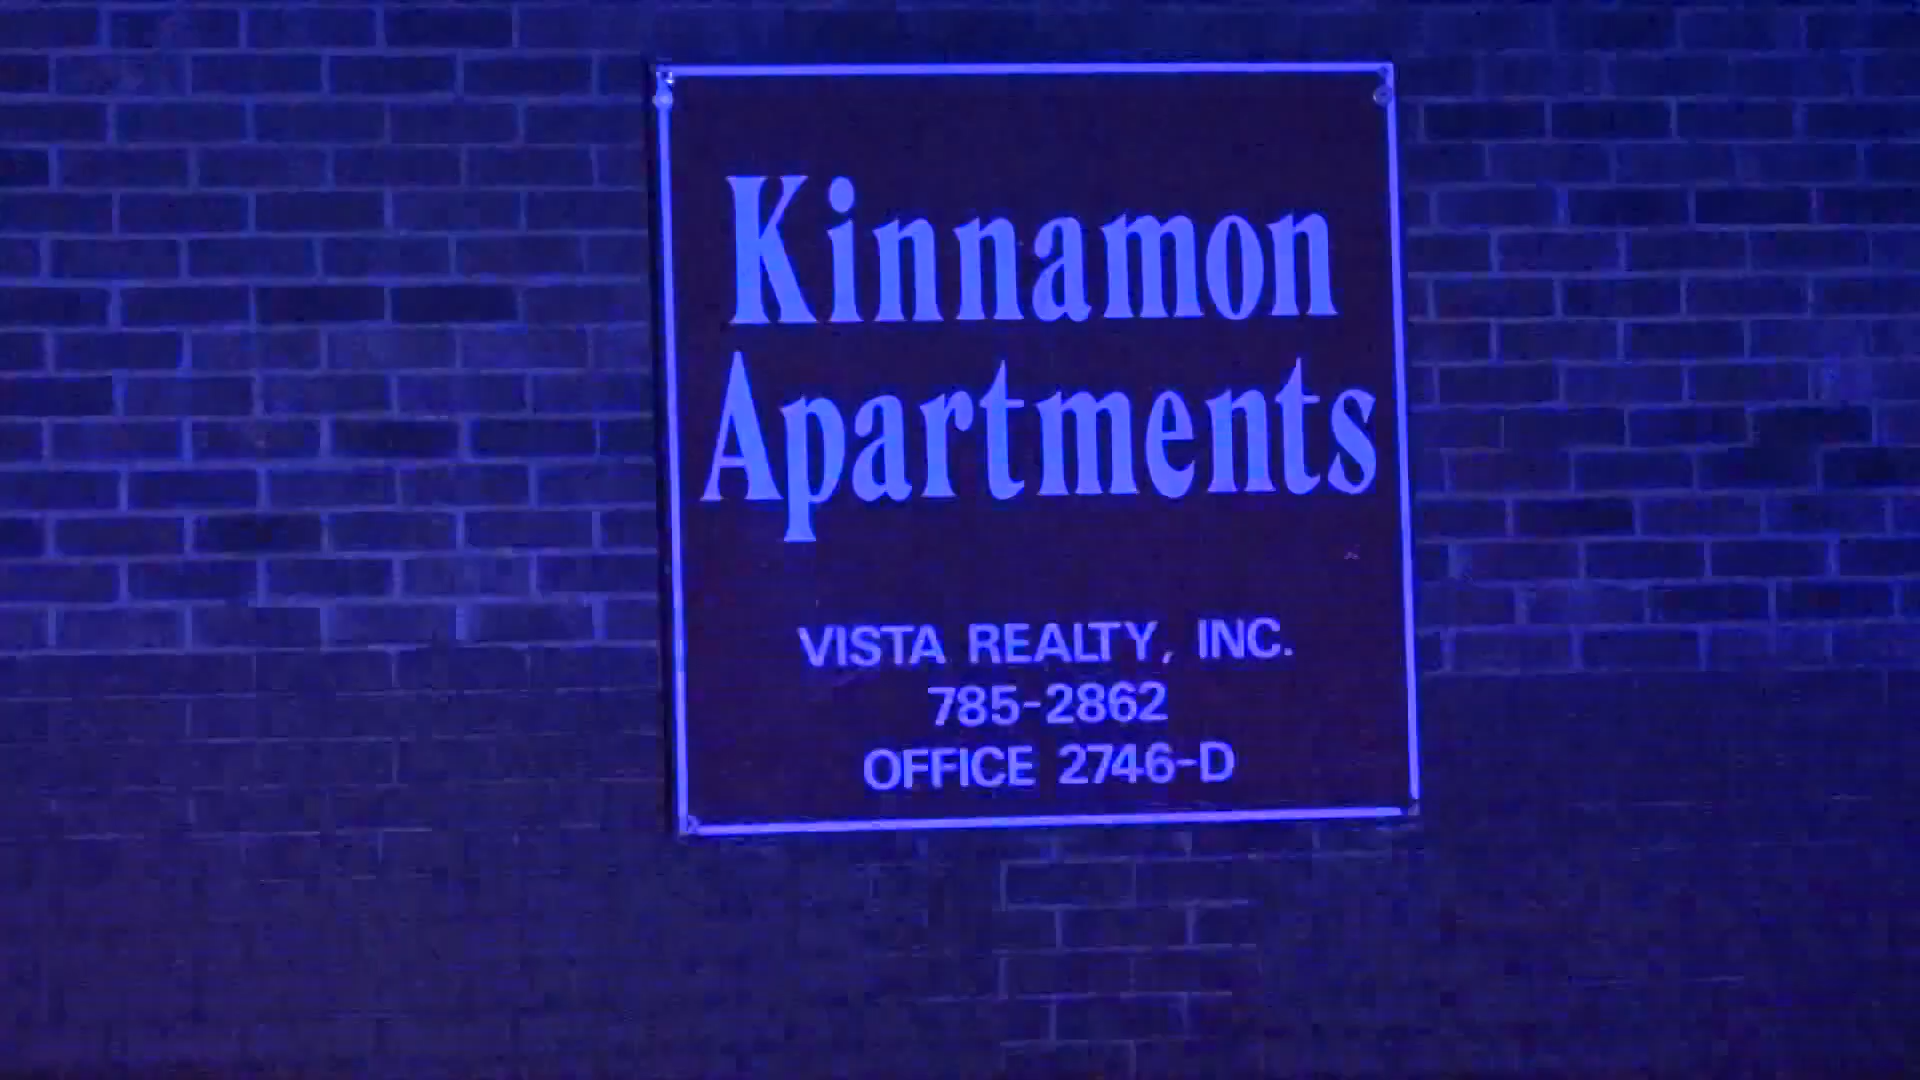 Kinnamon
Apartments
VISTA REALTY, INC.
785-2862
OFFICE 2746-D